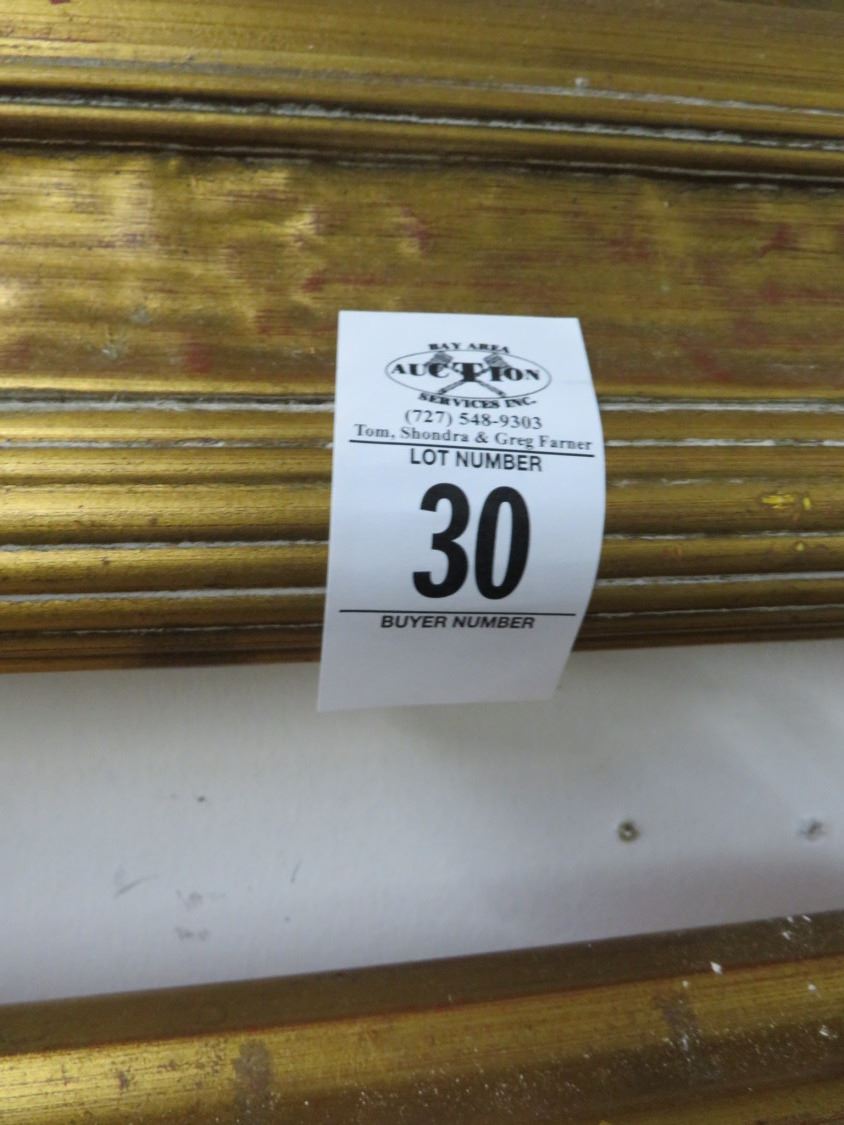 BAY AREA
AUCTION
SERVICES INC.
(727) 548-9303
Tom, Shondra & Greg Farner
LOT NUMBER
30
BUYER NUMBER